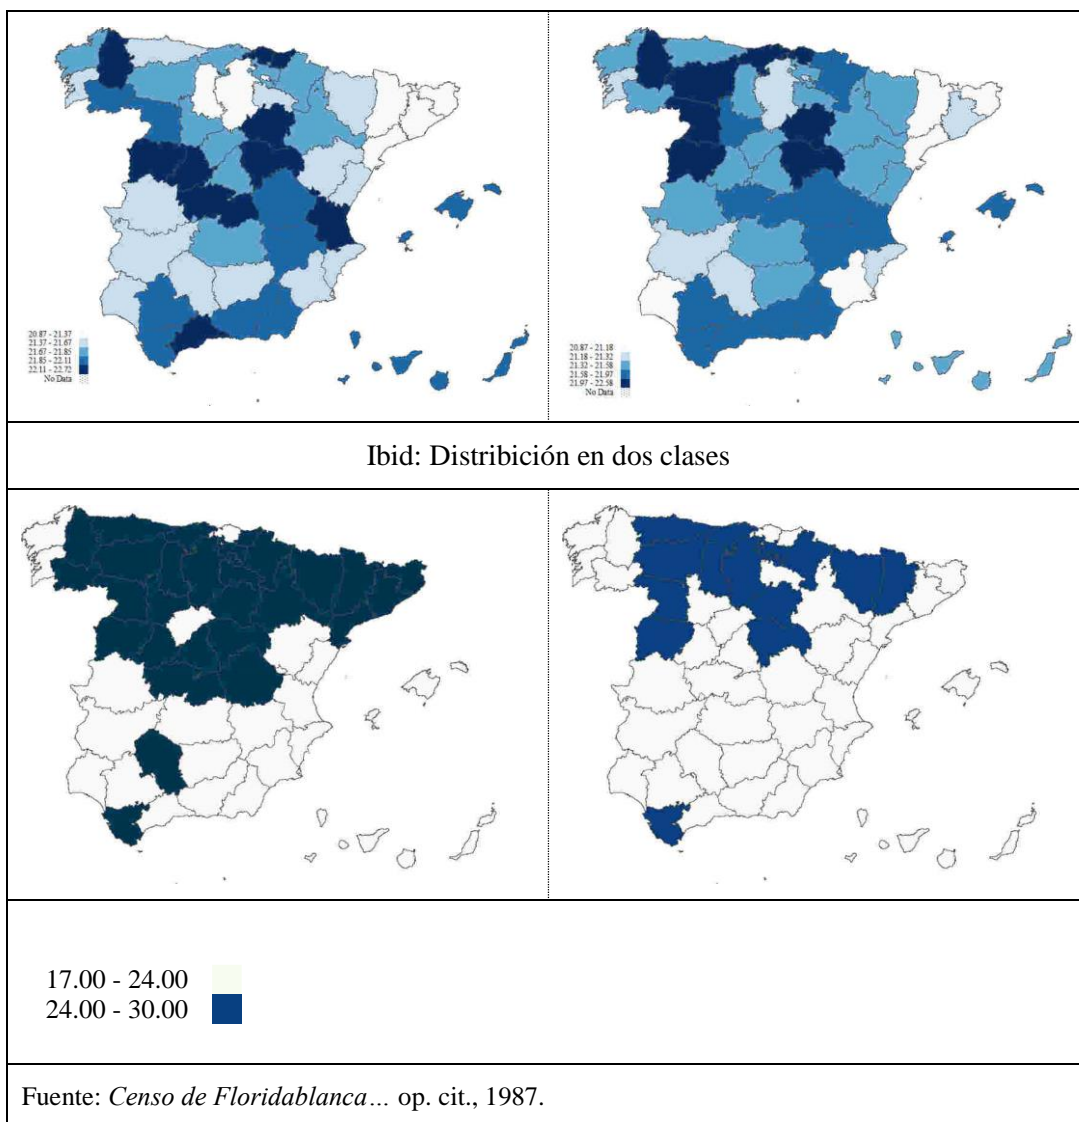 20.87 - 21.37
21.37 - 21.67
21.67 - 21.85
21.85 - 22.11
22.11 - 22.72
No Data
20.87 - 21.18
21.18 - 21.32
21.32 - 21.58
21.58 - 21.97
21.97 - 22.58
No Data
Ibid: Distribición en dos clases
17.00 - 24.00
24.00 - 30.00
Fuente: Censo de Floridablanca… op. cit., 1987.